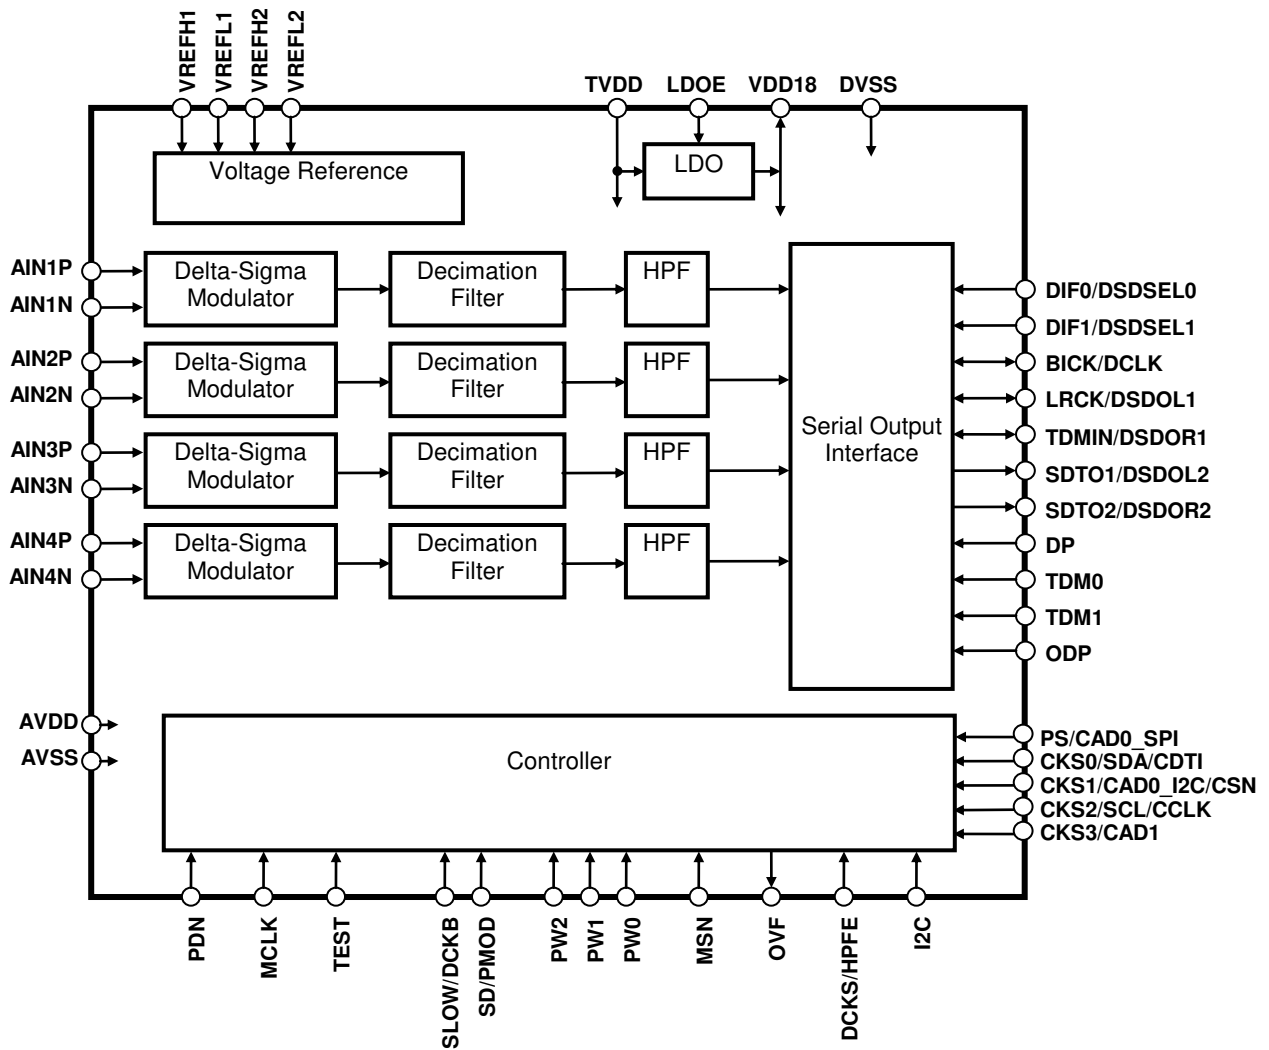 VREFH1
VREFL1
VREFH2
VREFL2
TVDD
LDOE
VDD18
DVSS
Voltage Reference
LDO
AIN1P
AIN1N
Delta-Sigma
Modulator
Decimation
Filter
HPF
AIN2P
AIN2N
Delta-Sigma
Modulator
Decimation
Filter
HPF
AIN3P
AIN3N
Delta-Sigma
Modulator
Decimation
Filter
HPF
AIN4P
AIN4N
Delta-Sigma
Modulator
Decimation
Filter
HPF
Serial Output
Interface
DIF0/DSDSEL0
DIF1/DSDSEL1
BICK/DCLK
LRCK/DSDOL1
TDMIN/DSDOR1
SDTO1/DSDOL2
SDTO2/DSDOR2
DP
TDM0
TDM1
ODP
AVDD
AVSS
Controller
PS/CAD0_SPI
CKS0/SDA/CDTI
CKS1/CAD0_I2C/CSN
CKS2/SCL/CCLK
CKS3/CAD1
PDN
MCLK
TEST
SLOW/DCKB
SD/PMOD
PW2
PW1
PW0
MSN
OVF
DCKS/HPFE
I2C